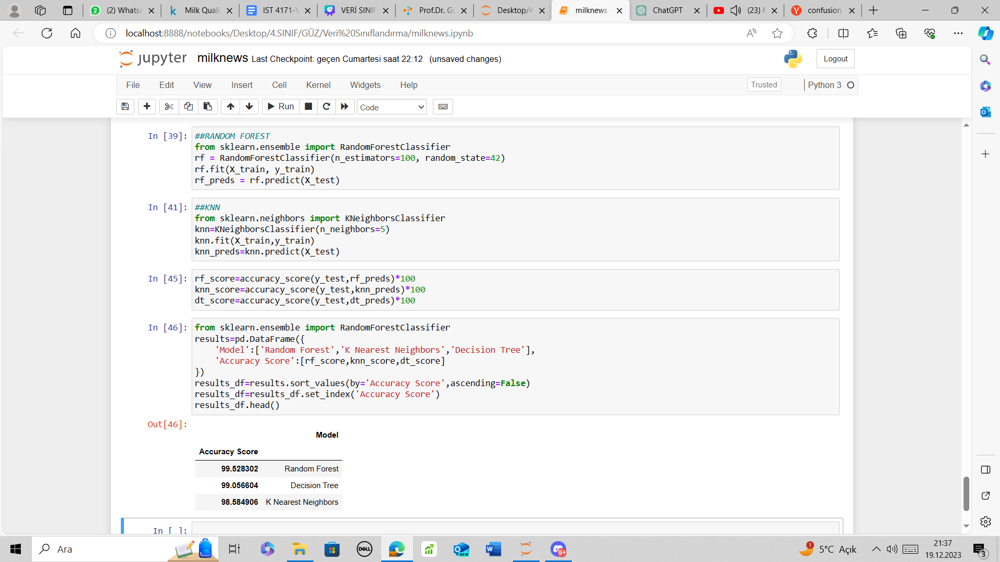 (2) WhatsA
Milk Quali
IST 4171-V
VERİ SINIF
Prof.Dr. Gü
Desktop/4
milknews
ChatGPT
(23)
confusion
localhost:8888/notebooks/Desktop/4.SINIF/GÜZ/Veri%20Sınıflandırma/milknews.ipynb
jupyter milknews Last Checkpoint: geçen Cumartesi saat 22:12 (unsaved changes)
Logout
File Edit View Insert Cell Kernel Widgets Help
Trusted
Python 3
Run
Code
In [39]:
##RANDOM FOREST
from sklearn.ensemble import RandomForestClassifier
rf = RandomForestClassifier(n_estimators=100, random_state=42)
rf.fit(X_train, y_train)
rf_preds = rf.predict(X_test)
In [41]:
##KNN
from sklearn.neighbors import KNeighborsClassifier
knn=KNeighborsClassifier(n_neighbors=5)
knn.fit(X_train,y_train)
knn_preds=knn.predict(X_test)
In [45]:
rf_score=accuracy_score(y_test,rf_preds)*100
knn_score=accuracy_score(y_test,knn_preds)*100
dt_score=accuracy_score(y_test,dt_preds)*100
In [46]:
from sklearn.ensemble import RandomForestClassifier
results=pd.DataFrame({
    'Model':['Random Forest','K Nearest Neighbors','Decision Tree'],
    'Accuracy Score':[rf_score,knn_score,dt_score]
})
results_df=results.sort_values(by='Accuracy Score',ascending=False)
results_df=results_df.set_index('Accuracy Score')
results_df.head()
Out[46]:
Model
Accuracy Score
99.528302 Random Forest
99.056604 Decision Tree
98.584906 K Nearest Neighbors
In [ ]:
Ara
DELL
NEW
9+
1
5°C Açık
21:37
19.12.2023
3